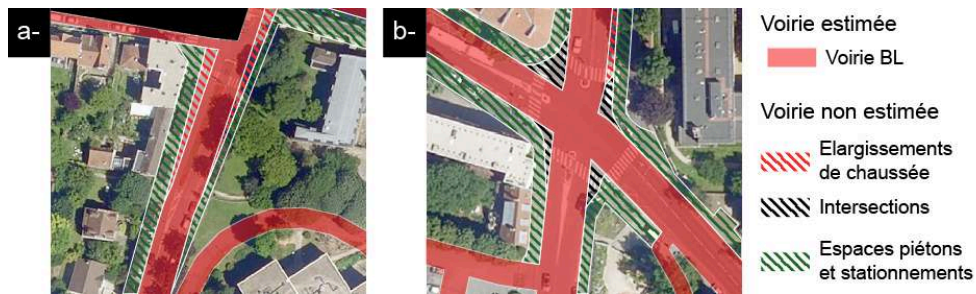 a-
b-
Voirie estimée
Voirie BL
Voirie non estimée
Elargissements
de chaussée
Intersections
Espaces piétons
et stationnements